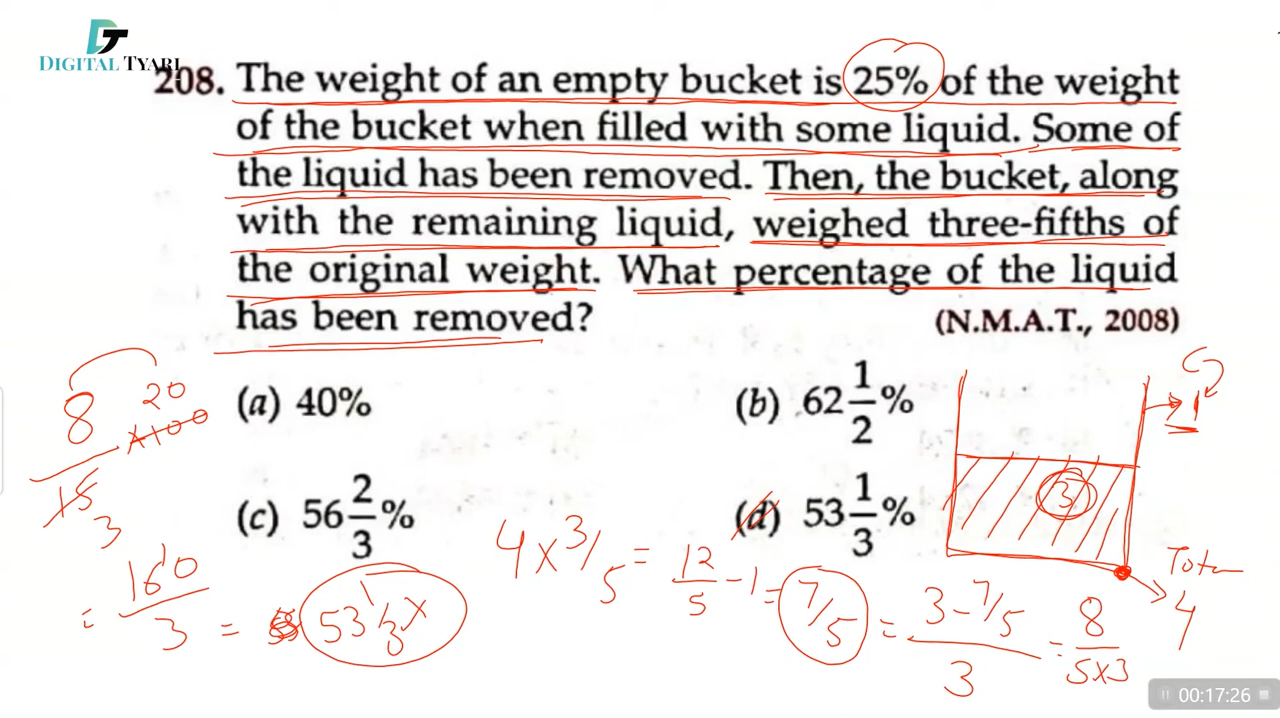 DIGITAL TYARI
208. The weight of an empty bucket is 25% of the weight
of the bucket when filled with some liquid. Some of
the liquid has been removed. Then, the bucket, along
with the remaining liquid, weighed three-fifths of
the original weight. What percentage of the liquid
has been removed? (N.M.A.T., 2008)
(a) 40% (b) 62 1/2 %
(c) 56 2/3 % (d) 53 1/3 %
8/15 × 100
20
3
= 160/3 = 53 1/3 %
4 × 3/5 = 12/5 - 1 = 7/5 = (3 - 7/5)/3 = 8/(5×3)
1
3
4
00:17:26